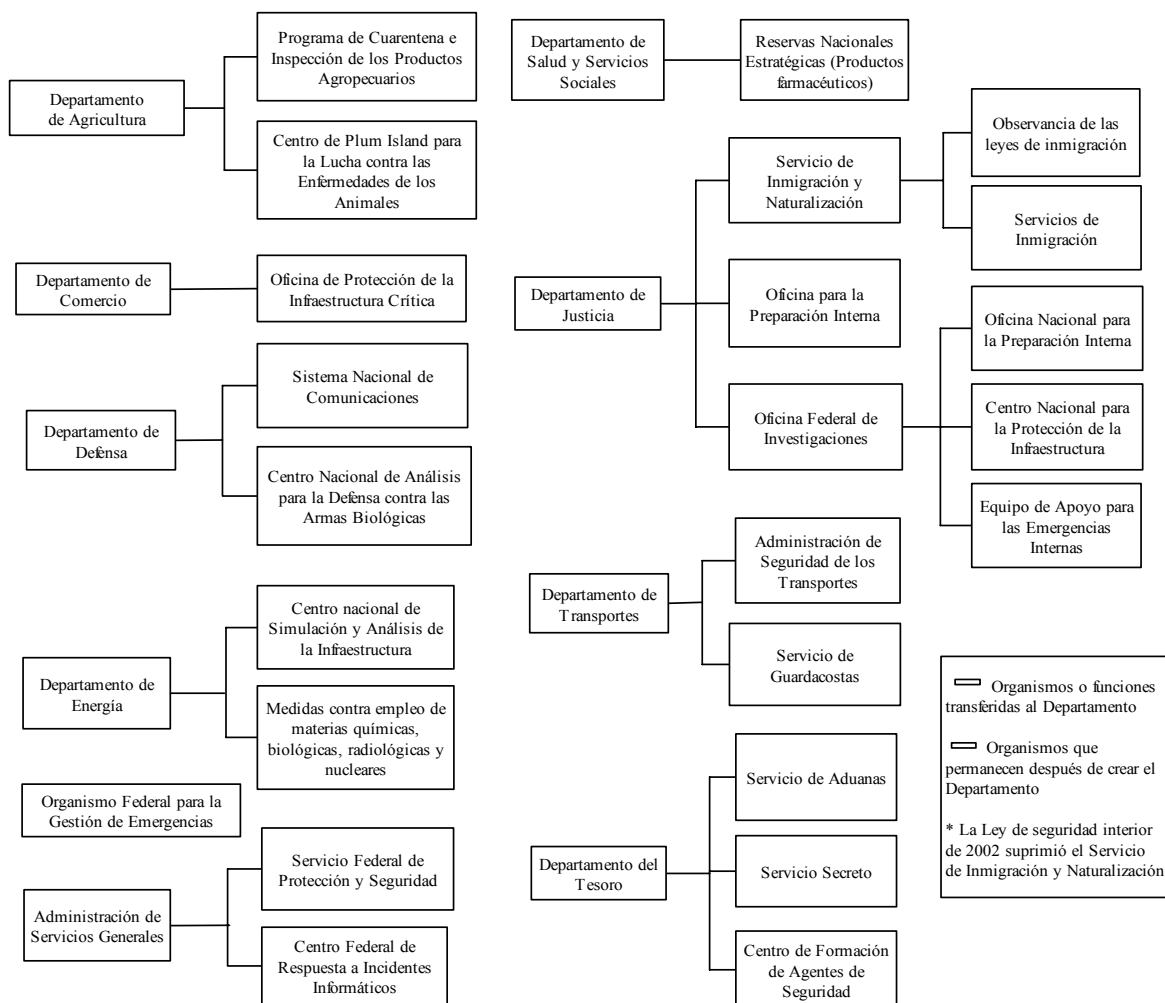 Programa de Cuarentena e
Inspección de los Productos
Agropecuarios
Departamento
de Agricultura
Centro de Plum Island para
la Lucha contra las
Enfermedades de los
Animales
Departamento de
Comercio
Oficina de Protección de la
Infraestructura Crítica
Sistema Nacional de
Comunicaciones
Departamento de
Defensa
Centro Nacional de Análisis
para la Defensa contra las
Armas Biológicas
Centro nacional de
Simulación y Análisis de
la Infraestructura
Departamento de
Energía
Medidas contra empleo de
materias químicas,
biológicas, radiológicas y
nucleares
Organismo Federal para la
Gestión de Emergencias
Servicio Federal de
Protección y Seguridad
Administración de
Servicios Generales
Centro Federal de
Respuesta a Incidentes
Informáticos
Departamento de
Salud y Servicios
Sociales
Reservas Nacionales
Estratégicas (Productos
farmacéuticos)
Observancia de las
leyes de inmigración
Servicio de
Inmigración y
Naturalización
Servicios de
Inmigración
Departamento de
Justicia
Oficina para la
Preparación Interna
Oficina Nacional para
la Preparación Interna
Oficina Federal de
Investigaciones
Centro Nacional para
la Protección de la
Infraestructura
Equipo de Apoyo para
las Emergencias
Internas
Administración de
Seguridad de los
Transportes
Departamento de
Transportes
Servicio de
Guardacostas
Servicio de Aduanas
Departamento del
Tesoro
Servicio Secreto
Centro de Formación
de Agentes de
Seguridad
Organismos o funciones
transferidas al Departamento
Organismos que
permanecen después de crear el
Departamento
* La Ley de seguridad interior
de 2002 suprimió el Servicio
de Inmigración y Naturalización